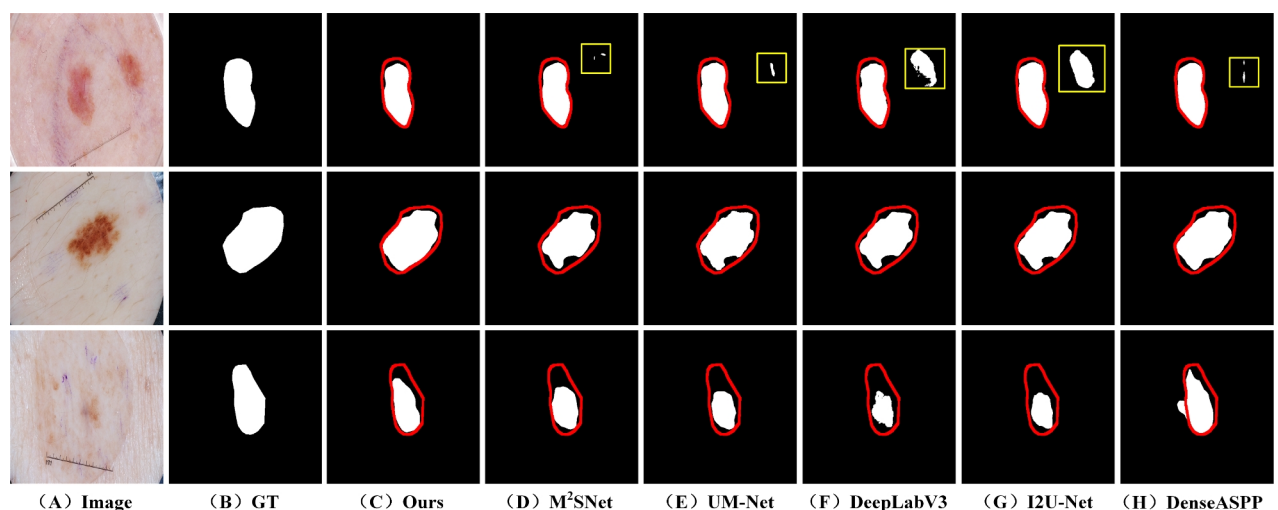 （A）Image （B）GT （C）Ours （D）M²SNet （E）UM-Net （F）DeepLabV3 （G）I2U-Net （H）DenseASPP